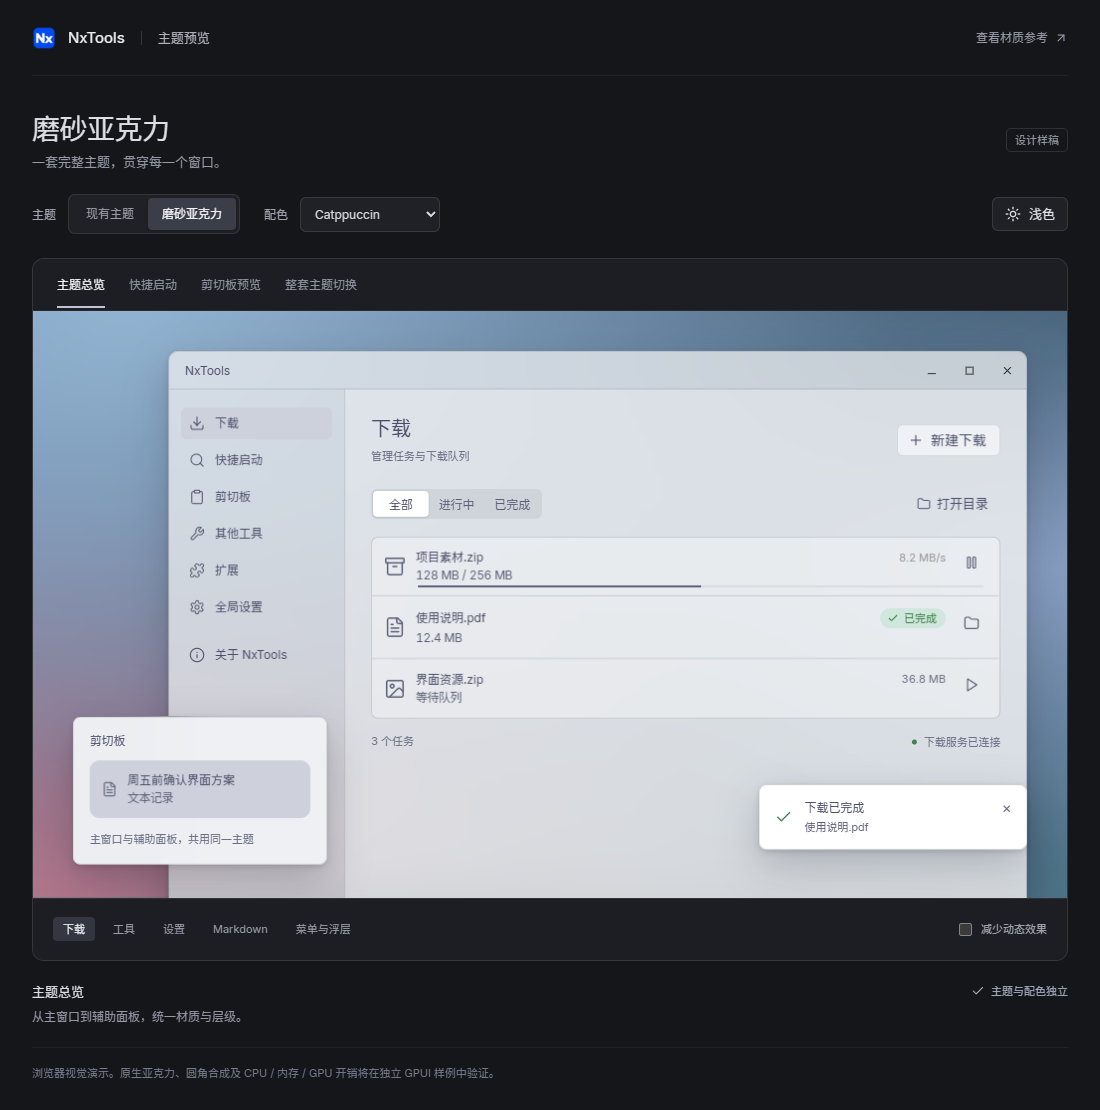 Nx NxTools 主题预览 查看材质参考
磨砂亚克力
设计样稿
一套完整主题，贯穿每一个窗口。
主题 现有主题 磨砂亚克力 配色 Catppuccin 浅色
主题总览 快捷启动 剪切板预览 整套主题切换
NxTools
下载
快捷启动
剪切板
其他工具
扩展
全局设置
关于 NxTools
下载
管理任务与下载队列
新建下载
全部 进行中 已完成 打开目录
项目素材.zip 8.2 MB/s
128 MB / 256 MB
使用说明.pdf 已完成
12.4 MB
界面资源.zip 36.8 MB
等待队列
3 个任务 下载服务已连接
剪切板
周五前确认界面方案
文本记录
主窗口与辅助面板，共用同一主题
下载已完成
使用说明.pdf
下载 工具 设置 Markdown 菜单与浮层 减少动态效果
主题总览 主题与配色独立
从主窗口到辅助面板，统一材质与层级。
浏览器视觉演示。原生亚克力、圆角合成及 CPU / 内存 / GPU 开销将在独立 GPUI 样例中验证。